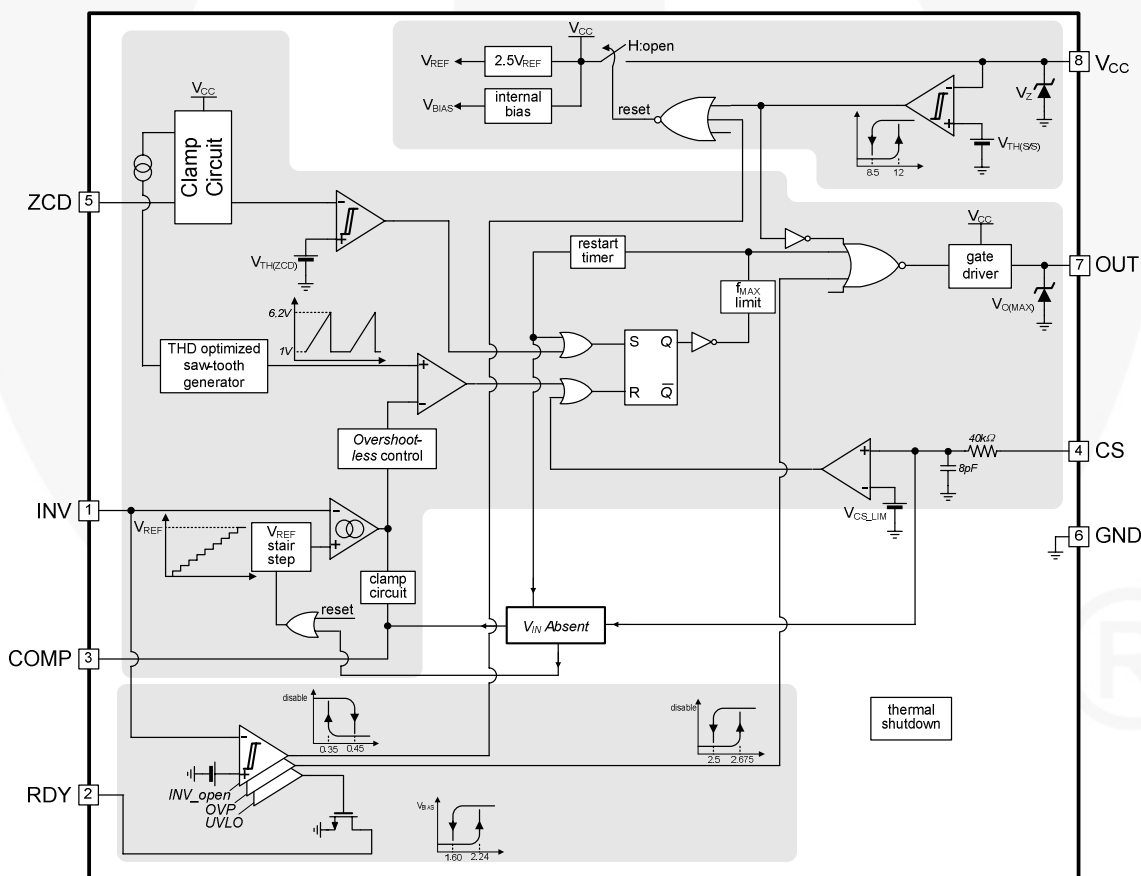 VCC
H:open
VREF
2.5VREF
8
VCC
VZ
VBIAS
internal
bias
reset
VTH(S/S)
8.5
12
VCC
Clamp
Circuit
ZCD
5
VTH(ZCD)
restart
timer
VCC
gate
driver
7
OUT
VO(MAX)
fMAX
limit
6.2V
1V
THD optimized
saw-tooth
generator
S
Q
R
Q
Overshoot-
less control
40kΩ
8pF
4
CS
VCS_LIM
INV
1
VREF
VREF
stair
step
6
GND
clamp
circuit
reset
VIN Absent
COMP
3
disable
0.35
0.45
disable
2.5
2.675
thermal
shutdown
INV_open
OVP
UVLO
RDY
2
VBIAS
1.60
2.24
R